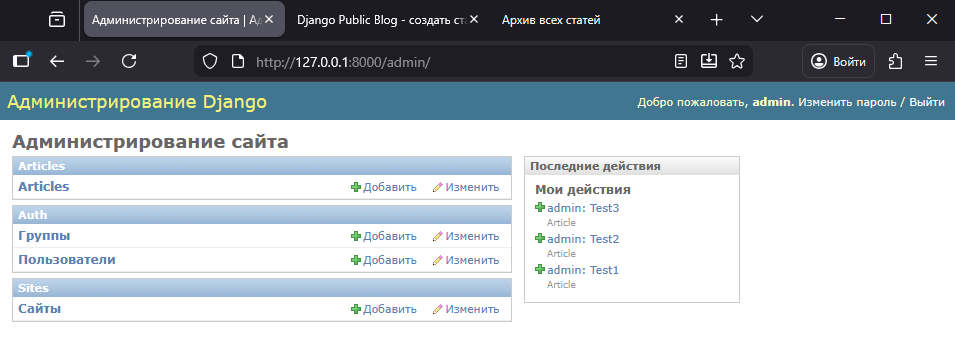 Администрирование сайта | Ад
Django Public Blog - создать ста
Архив всех статей
http://127.0.0.1:8000/admin/
Войти
Администрирование Django
Добро пожаловать, admin. Изменить пароль / Выйти
Администрирование сайта
Articles
Articles Добавить Изменить
Auth
Группы Добавить Изменить
Пользователи Добавить Изменить
Sites
Сайты Добавить Изменить
Последние действия
Мои действия
admin: Test3
Article
admin: Test2
Article
admin: Test1
Article